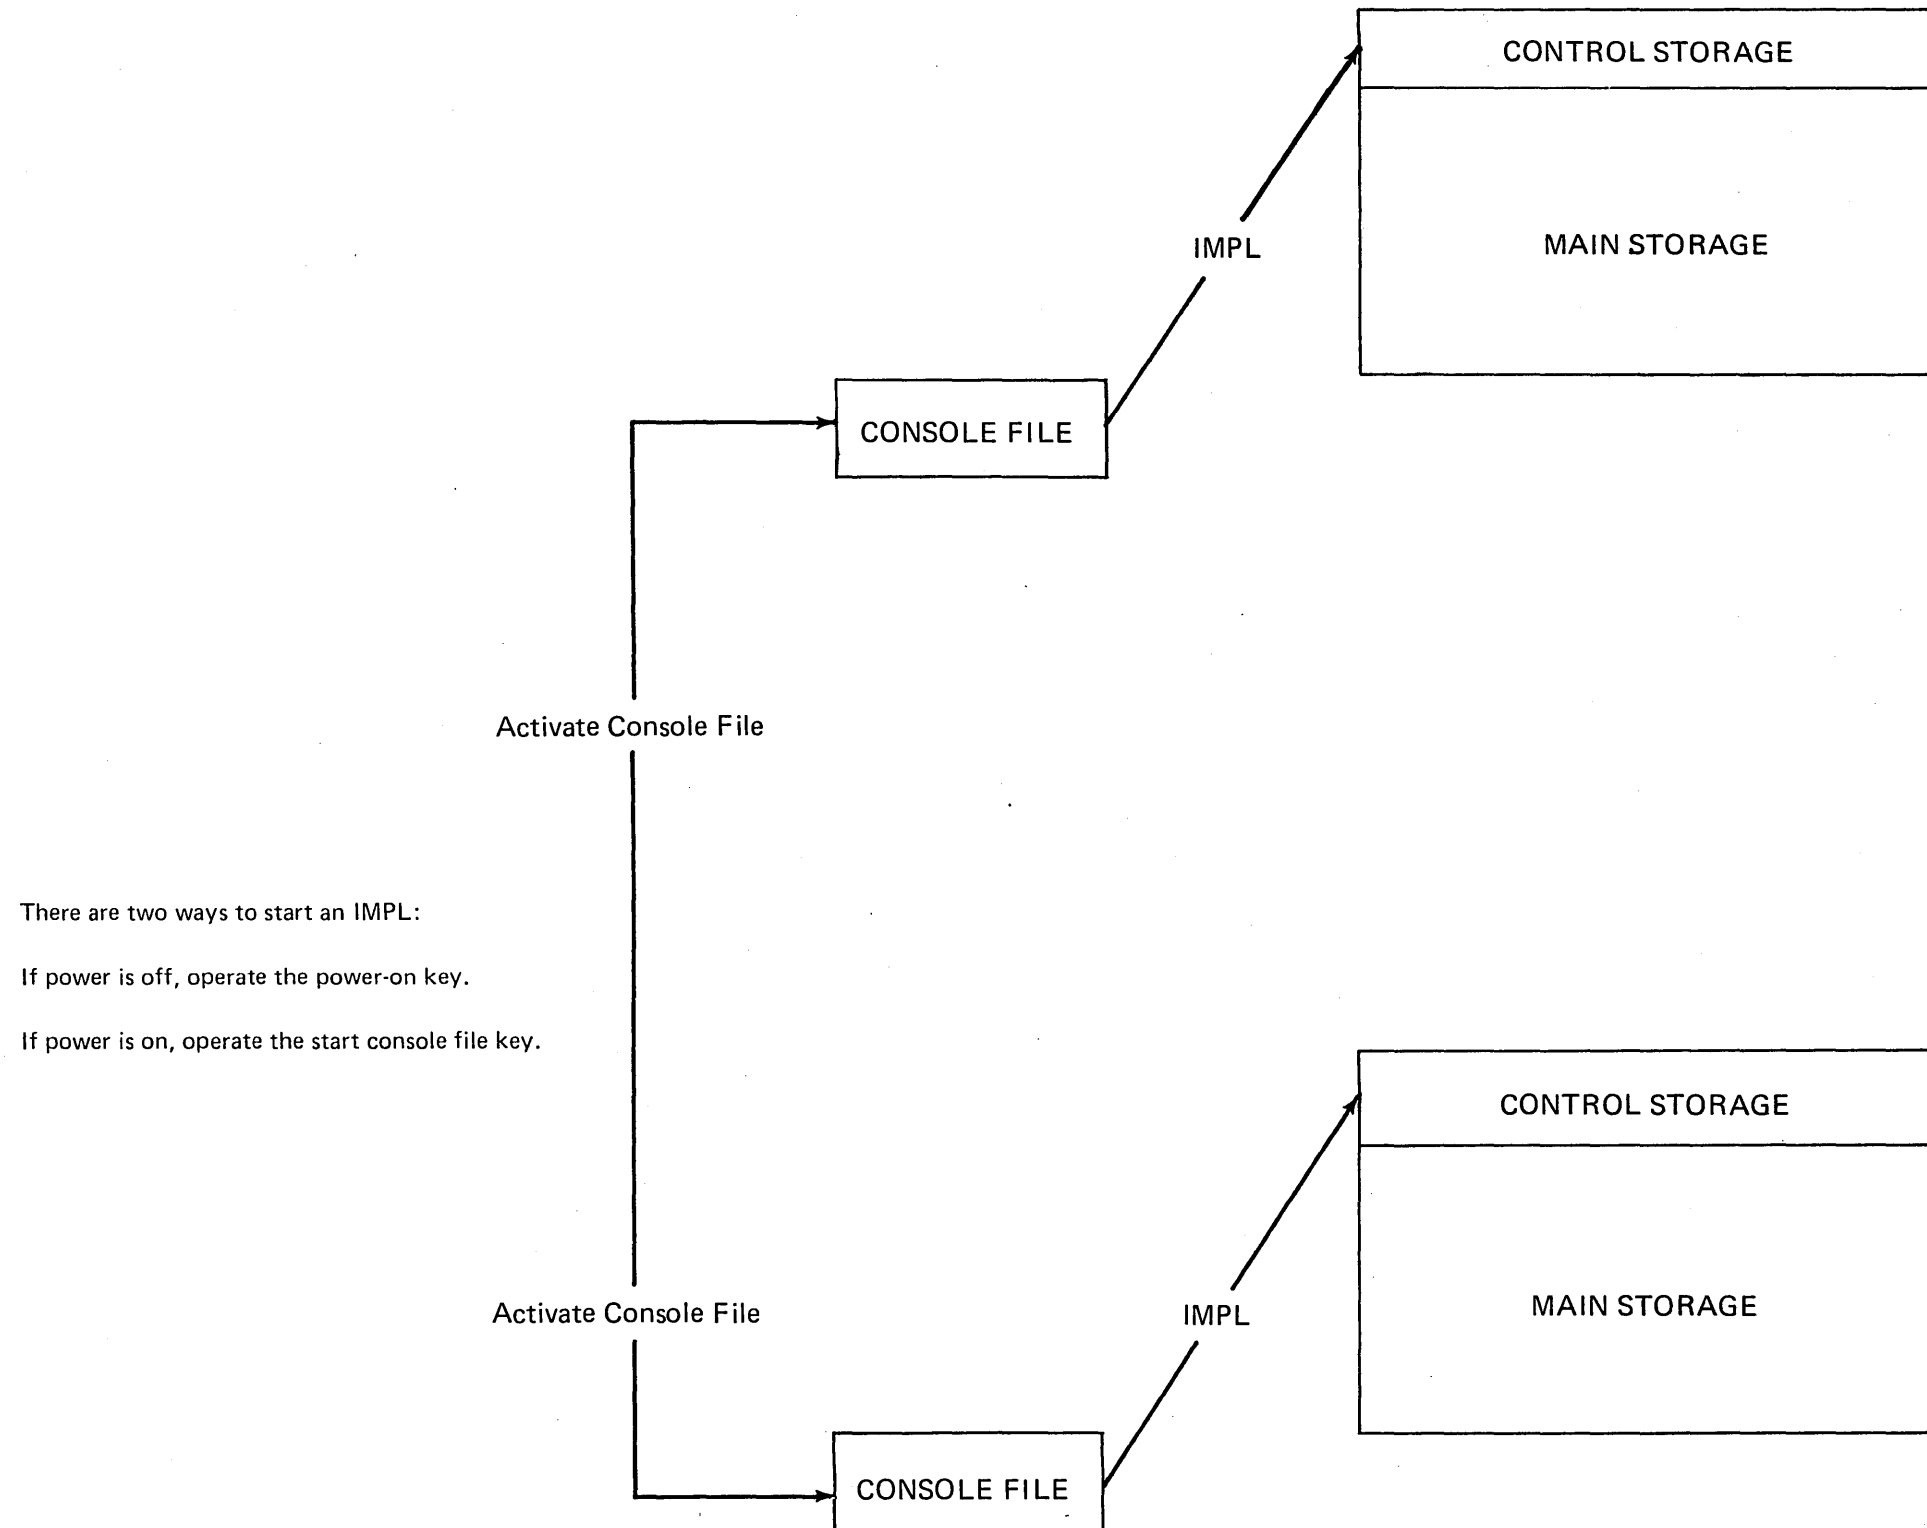 CONTROL STORAGE
IMPL
MAIN STORAGE
CONSOLE FILE
Activate Console File
There are two ways to start an IMPL:
If power is off, operate the power-on key.
If power is on, operate the start console file key.
CONTROL STORAGE
Activate Console File
IMPL
MAIN STORAGE
CONSOLE FILE